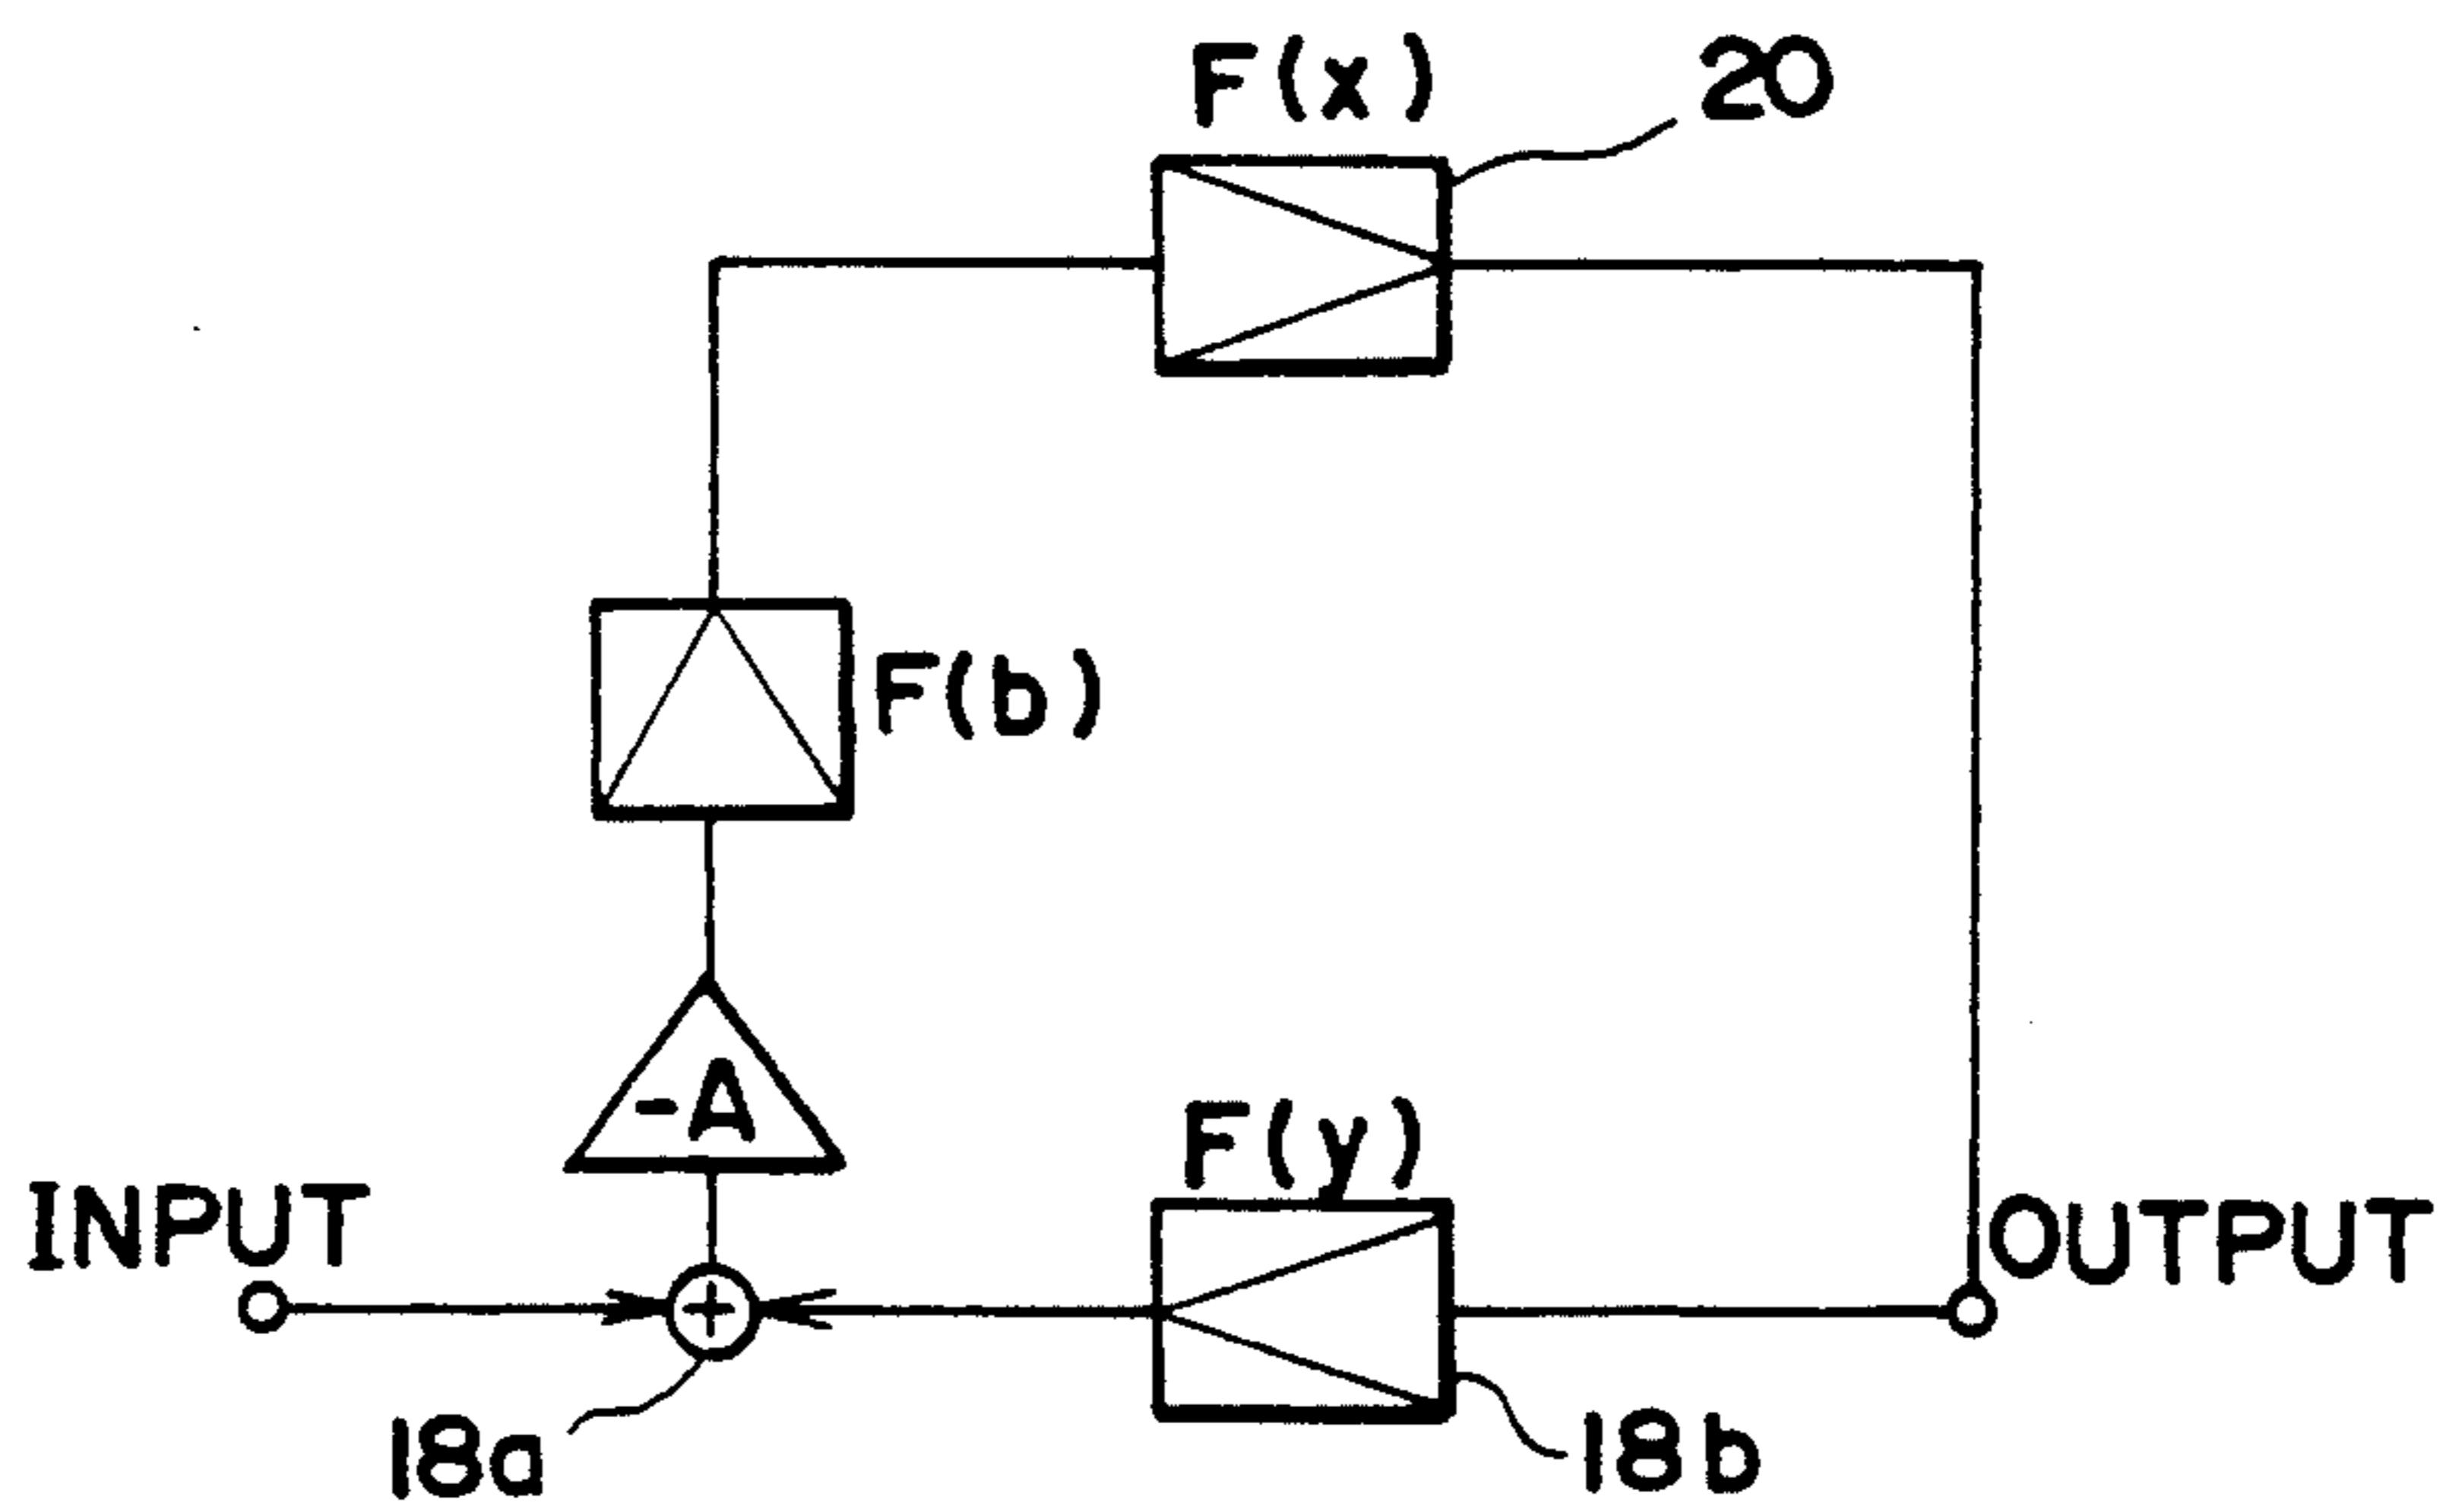 F(x)
20
F(b)
-A
F(y)
INPUT
OUTPUT
+
18a
18b